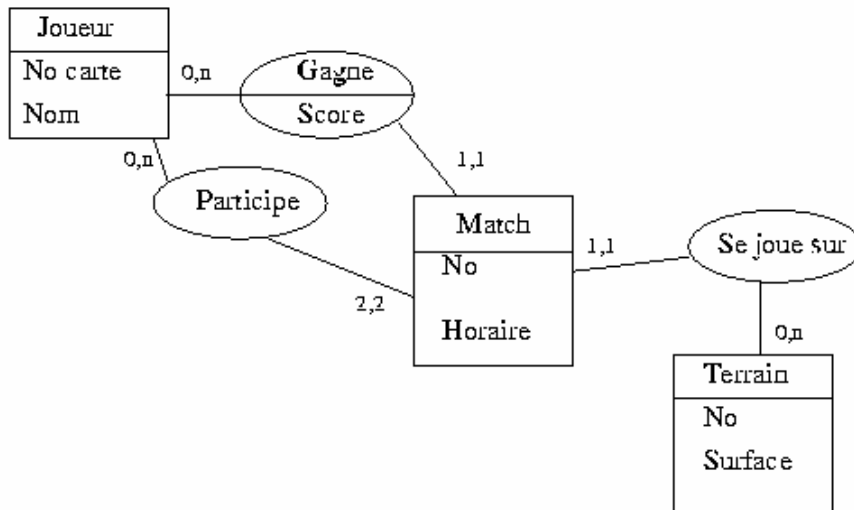 Joueur
No carte
Nom
0,n
Gagne
Score
0,n
1,1
Participe
Match
No
Horaire
2,2
1,1
Se joue sur
0,n
Terrain
No
Surface